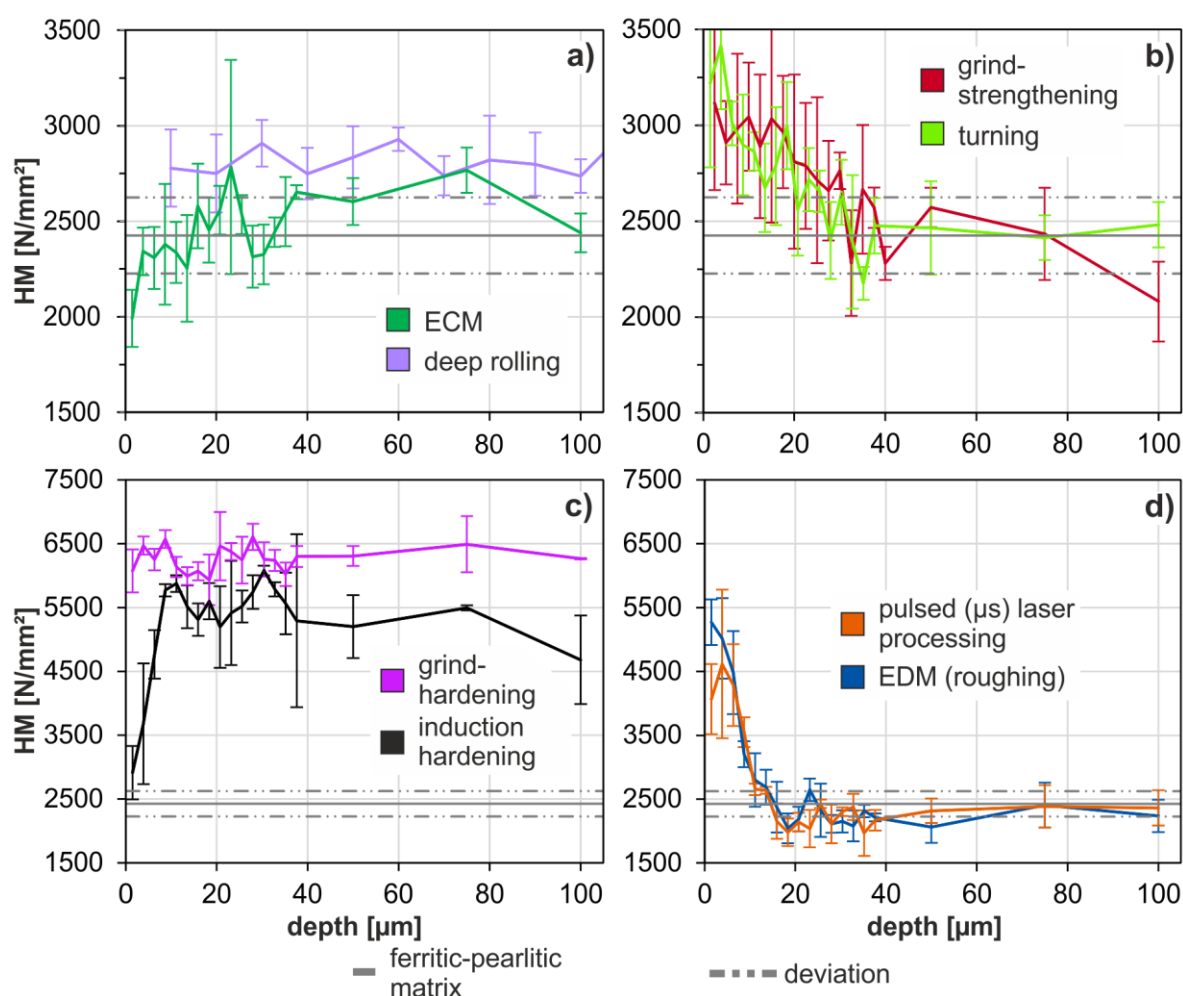 3500
3000
2500
2000
1500
HM [N/mm²]
a)
ECM
deep rolling
0
20
40
60
80
100
3500
3000
2500
2000
1500
b)
grind-
strengthening
turning
0
20
40
60
80
100
7500
6500
5500
4500
3500
2500
1500
HM [N/mm²]
c)
grind-
hardening
induction
hardening
0
20
40
60
80
100
depth [µm]
7500
6500
5500
4500
3500
2500
1500
d)
pulsed (µs) laser
processing
EDM (roughing)
0
20
40
60
80
100
depth [µm]
ferritic-pearlitic
matrix
deviation